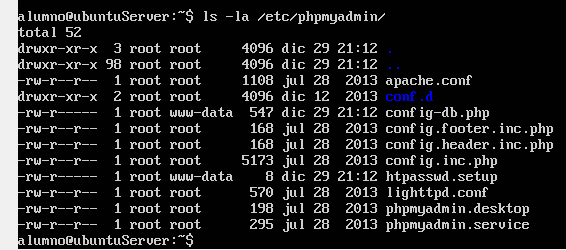 alumno@ubuntuServer:~$ ls -la /etc/phpmyadmin/
total 52
drwxr-xr-x  3 root root     4096 dic 29 21:12 .
drwxr-xr-x 98 root root     4096 dic 29 21:12 ..
-rw-r--r--  1 root root     1108 jul 28  2013 apache.conf
drwxr-xr-x  2 root root     4096 dic 12  2013 conf.d
-rw-r-----  1 root www-data  547 dic 29 21:12 config-db.php
-rw-r--r--  1 root root      168 jul 28  2013 config.footer.inc.php
-rw-r--r--  1 root root      168 jul 28  2013 config.header.inc.php
-rw-r--r--  1 root root     5173 jul 28  2013 config.inc.php
-rw-r-----  1 root www-data    8 dic 29 21:12 htpasswd.setup
-rw-r--r--  1 root root      570 jul 28  2013 lighttpd.conf
-rw-r--r--  1 root root      198 jul 28  2013 phpmyadmin.desktop
-rw-r--r--  1 root root      295 jul 28  2013 phpmyadmin.service
alumno@ubuntuServer:~$